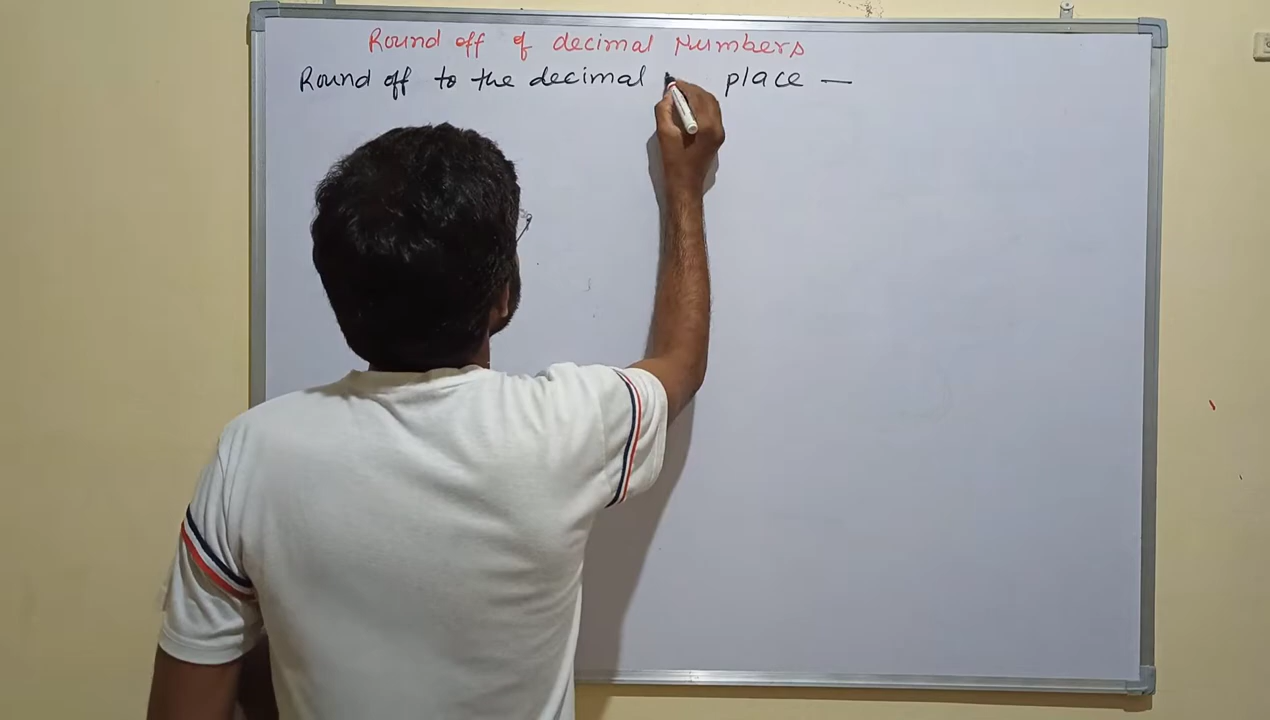 Round off of decimal Numbers
Round off to the decimal place —